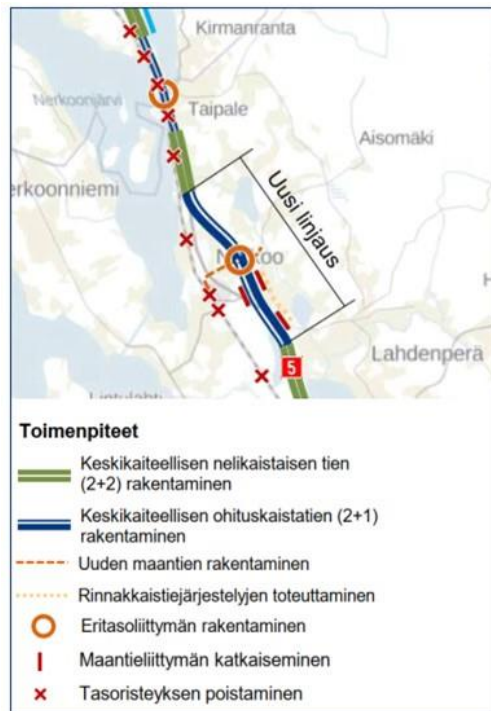 Kirmanranta
Nerkoonjärvi
Taipale
Aisomäki
erkoonniemi
Uusi linjaus
Lahdenperä
5
Toimenpiteet
Keskikaiteellisen nelikaistaisen tien
(2+2) rakentaminen
Keskikaiteellisen ohituskaistatien (2+1)
rakentaminen
Uuden maantien rakentaminen
Rinnakkaistiejärjestelyjen toteuttaminen
Eritasoliittymän rakentaminen
Maantieliittymän katkaiseminen
Tasoristeyksen poistaminen